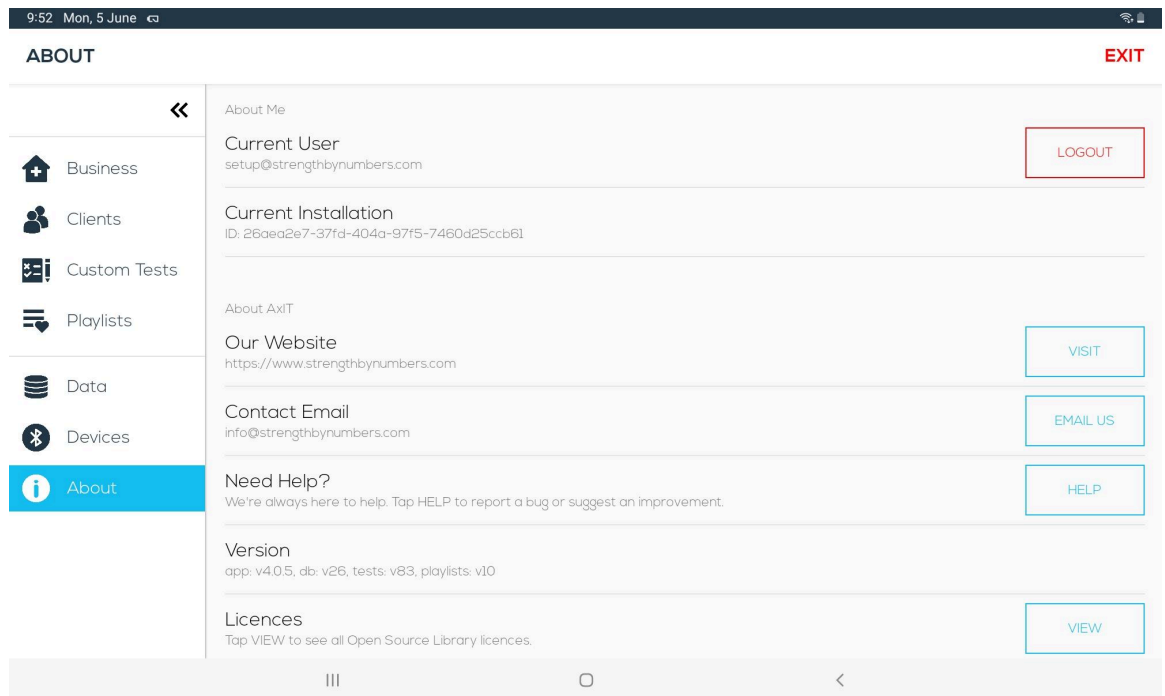 9:52 Mon, 5 June
ABOUT
EXIT
Business
Clients
Custom Tests
Playlists
Data
Devices
About
About Me
Current User
setup@strengthbynumbers.com
LOGOUT
Current Installation
ID: 26aea2e7-37fd-404a-97f5-7460d25ccb61
About AxIT
Our Website
https://www.strengthbynumbers.com
VISIT
Contact Email
info@strengthbynumbers.com
EMAIL US
Need Help?
We're always here to help. Tap HELP to report a bug or suggest an improvement.
HELP
Version
app: v4.0.5, db: v26, tests: v83, playlists: v10
Licences
Tap VIEW to see all Open Source Library licences.
VIEW